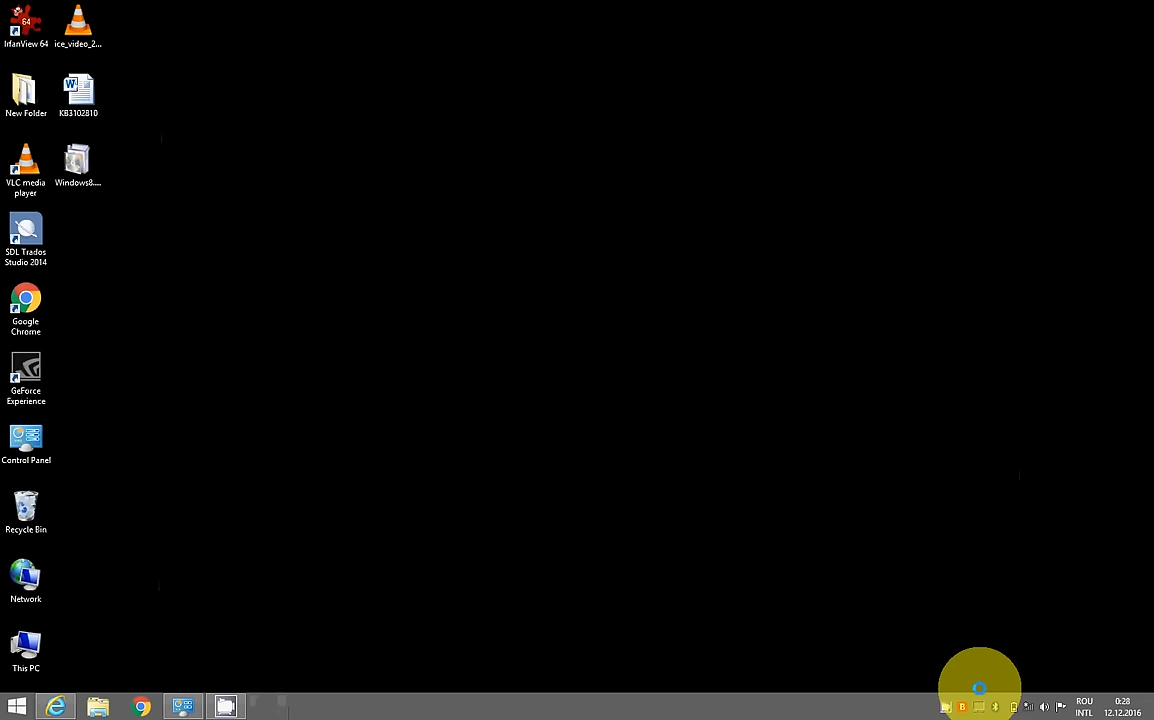 64
IrfanView 64
ice_video_2...
New Folder
W
KB3102810
VLC media
player
Windows8....
SDL Trados
Studio 2014
Google
Chrome
GeForce
Experience
Control Panel
Recycle Bin
Network
This PC
B
ROU
INTL
0:28
12.12.2016